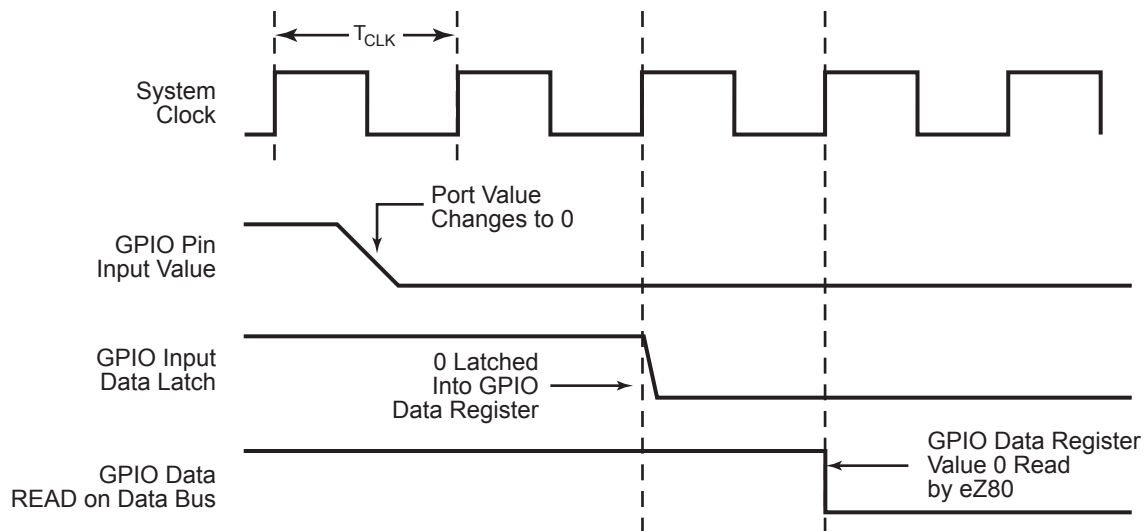 TCLK
System
Clock
Port Value
Changes to 0
GPIO Pin
Input Value
GPIO Input
Data Latch
0 Latched
Into GPIO
Data Register
GPIO Data
READ on Data Bus
GPIO Data Register
Value 0 Read
by eZ80